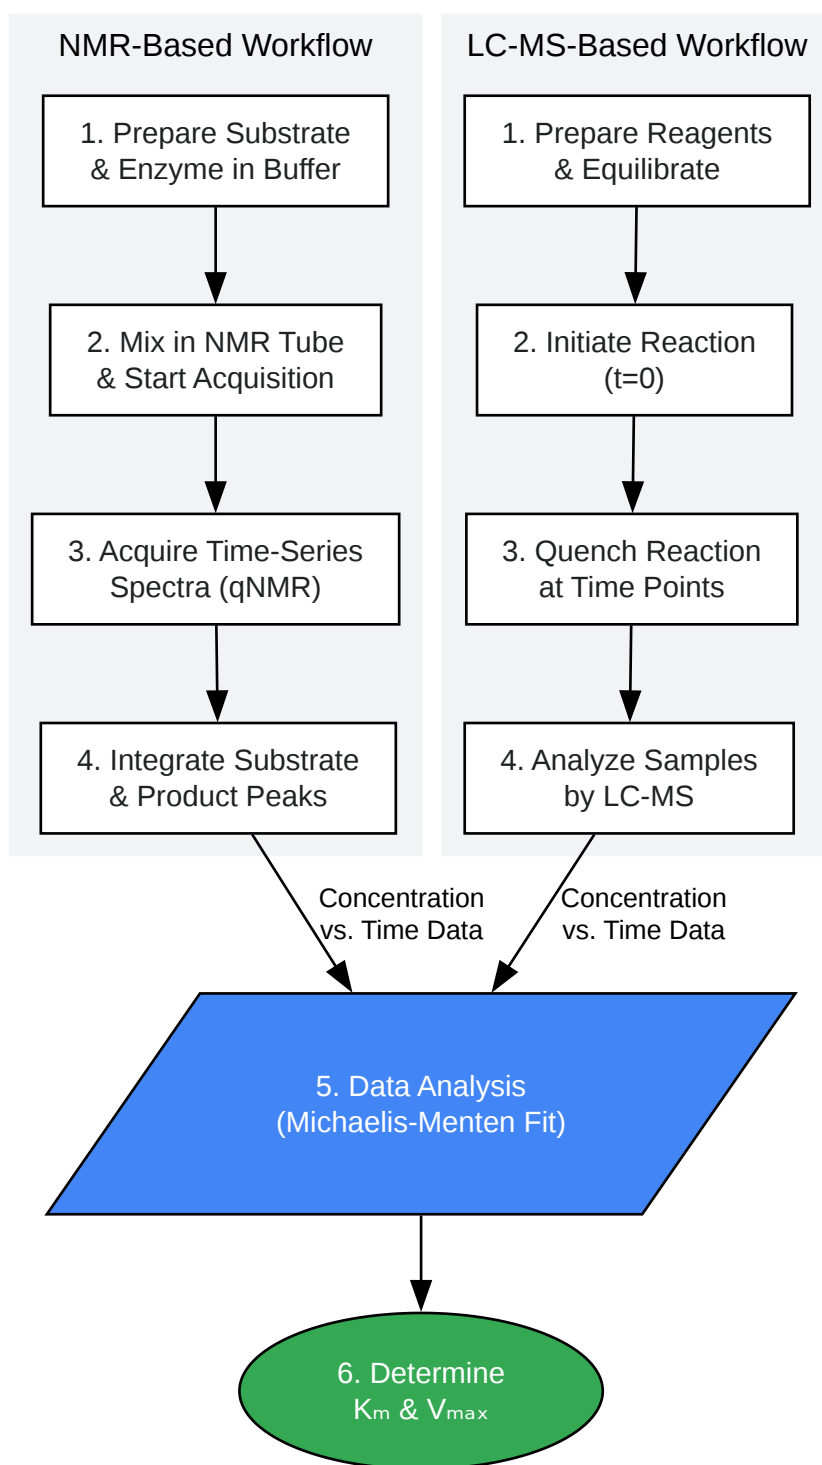 NMR-Based Workflow
1. Prepare Substrate
& Enzyme in Buffer
2. Mix in NMR Tube
& Start Acquisition
3. Acquire Time-Series
Spectra (qNMR)
4. Integrate Substrate
& Product Peaks
LC-MS-Based Workflow
1. Prepare Reagents
& Equilibrate
2. Initiate Reaction
(t=0)
3. Quench Reaction
at Time Points
4. Analyze Samples
by LC-MS
Concentration
vs. Time Data
Concentration
vs. Time Data
5. Data Analysis
(Michaelis-Menten Fit)
6. Determine
Kₘ & Vₘₐₓ